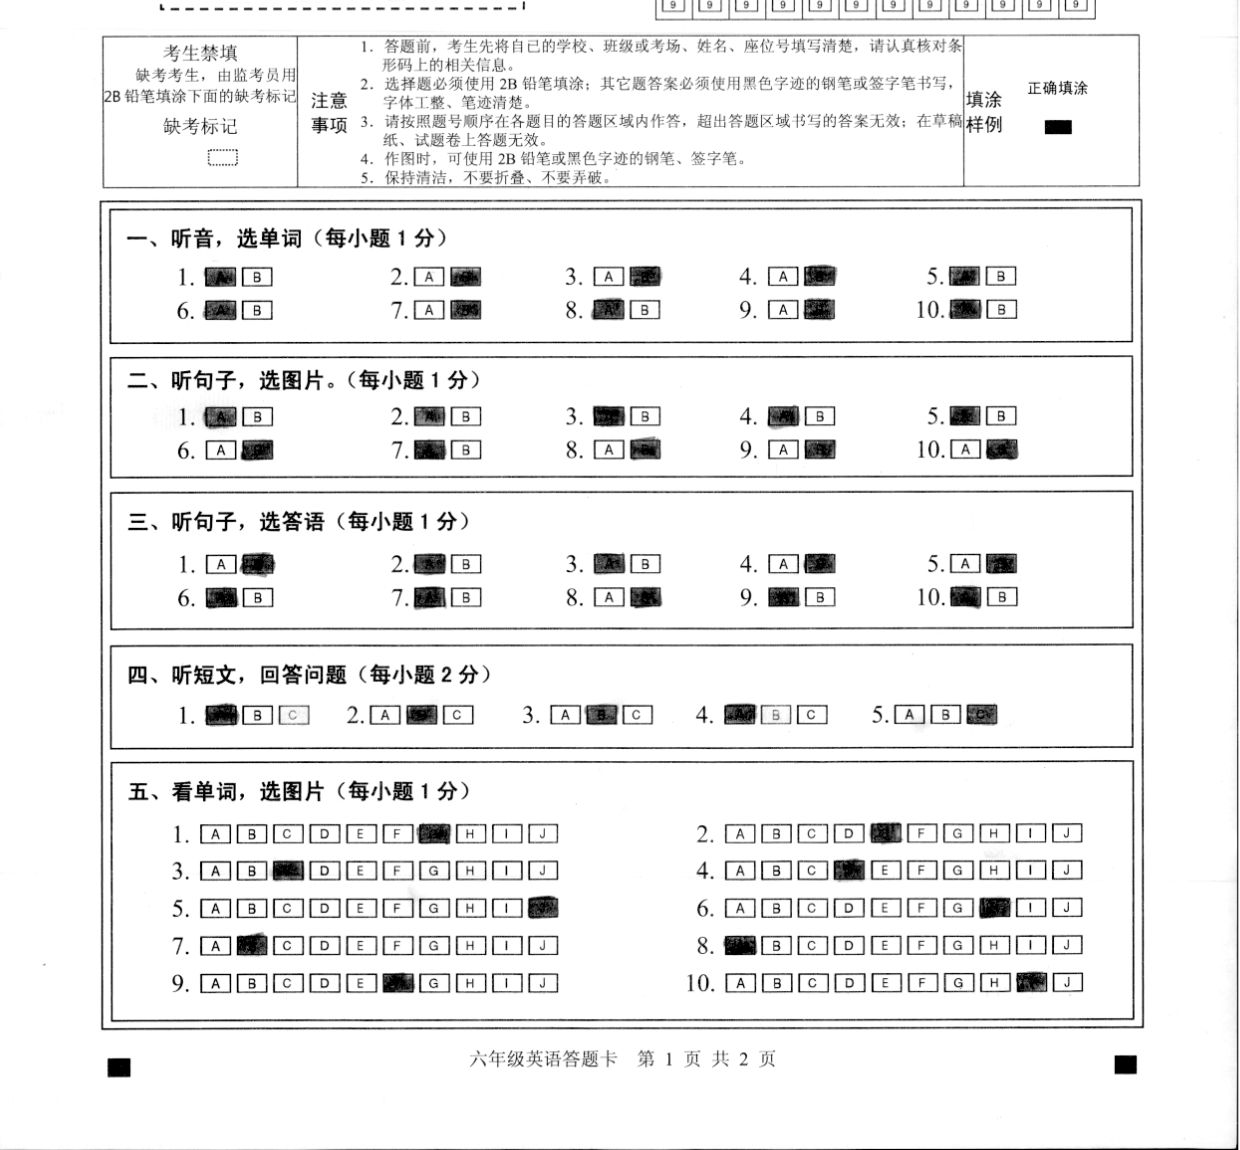 9 9 9 9 9 9 9 9 9 9 9 9
考生禁填
缺考考生，由监考员用
2B 铅笔填涂下面的缺考标记
缺考标记
注意
事项
1. 答题前，考生先将自己的学校、班级或考场、姓名、座位号填写清楚，请认真核对条
形码上的相关信息。
2. 选择题必须使用 2B 铅笔填涂；其它题答案必须使用黑色字迹的钢笔或签字笔书写，
字体工整、笔迹清楚。
3. 请按照题号顺序在各题目的答题区域内作答，超出答题区域书写的答案无效；在草稿
纸、试题卷上答题无效。
4. 作图时，可使用 2B 铅笔或黑色字迹的钢笔、签字笔。
5. 保持清洁，不要折叠、不要弄破。
填涂
样例
正确填涂
一、听音，选单词（每小题 1 分）
1. A B 2. A B 3. A B 4. A B 5. A B
6. A B 7. A B 8. A B 9. A B 10. A B
二、听句子，选图片。（每小题 1 分）
1. A B 2. A B 3. B 4. A B 5. A B
6. A 7. A B 8. A B 9. A B 10. A B
三、听句子，选答语（每小题 1 分）
1. A 2. A B 3. A B 4. A B 5. A B
6. A B 7. A B 8. A B 9. A B 10. A B
四、听短文，回答问题（每小题 2 分）
1. A B C 2. A B C 3. A B C 4. A B C 5. A B C
五、看单词，选图片（每小题 1 分）
1. A B C D E F H I J 2. A B C D F G H I J
3. A B D E F G H I J 4. A B C E F G H I J
5. A B C D E F G H I 6. A B C D E F G I J
7. A C D E F G H I J 8. B C D E F G H I J
9. A B C D E G H I J 10. A B C D E F G H J
六年级英语答题卡 第 1 页 共 2 页